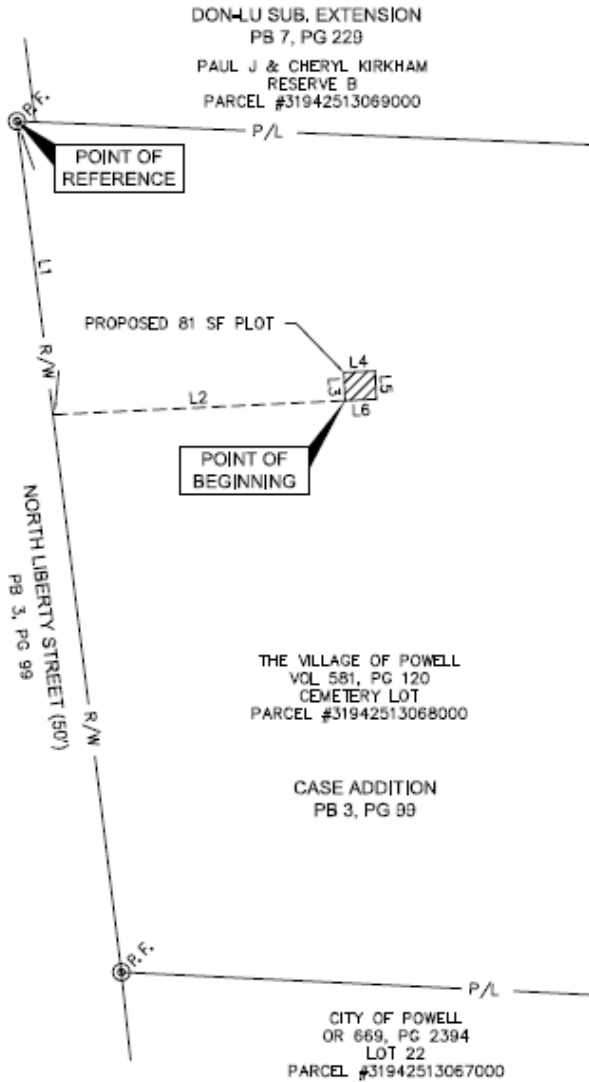 DON-LU SUB. EXTENSION
PB 7, PG 229
PAUL J & CHERYL KIRKHAM
RESERVE B
PARCEL #31942513069000
P.F.
P/L
POINT OF
REFERENCE
L1
PROPOSED 81 SF PLOT
R/W
L4
L3
L5
L2
L6
POINT OF
BEGINNING
NORTH LIBERTY STREET (50')
PB 3, PG 99
THE VILLAGE OF POWELL
VOL 581, PG 120
CEMETERY LOT
PARCEL #31942513068000
R/W
CASE ADDITION
PB 3, PG 99
P.F.
P/L
CITY OF POWELL
OR 669, PG 2394
LOT 22
PARCEL #31942513067000